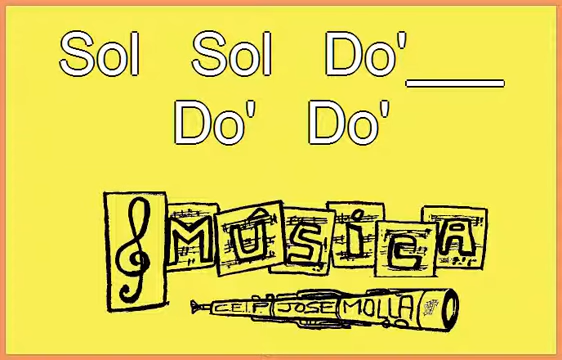 Sol Sol Do'___
Do' Do'
MÚSICA
C.E.I.P JOSE MOLLA